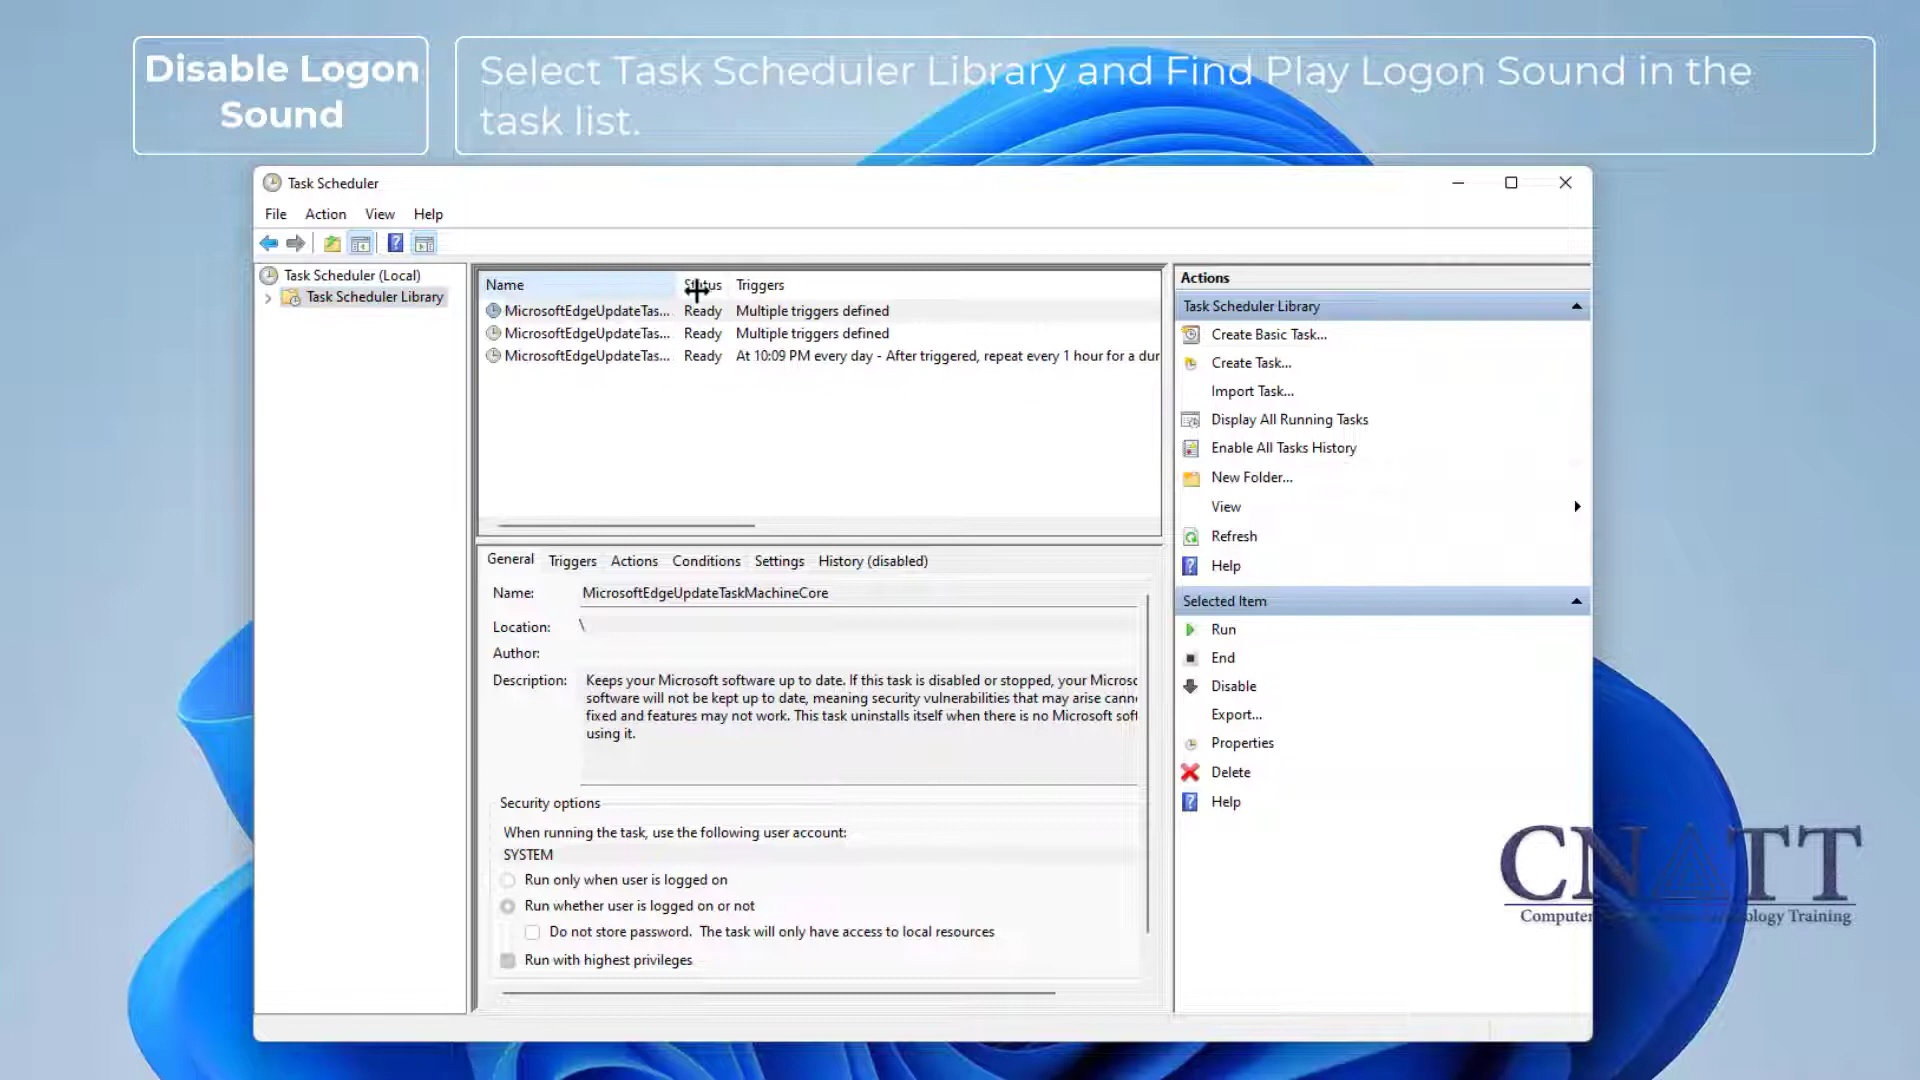 Disable Logon
Sound
Select Task Scheduler Library and Find Play Logon Sound in the
task list.
Task Scheduler
File Action View Help
Task Scheduler (Local)
Task Scheduler Library
Name Status Triggers
MicrosoftEdgeUpdateTas... Ready Multiple triggers defined
MicrosoftEdgeUpdateTas... Ready Multiple triggers defined
MicrosoftEdgeUpdateTas... Ready At 10:09 PM every day - After triggered, repeat every 1 hour for a dur
General Triggers Actions Conditions Settings History (disabled)
Name: MicrosoftEdgeUpdateTaskMachineCore
Location: \
Author:
Description: Keeps your Microsoft software up to date. If this task is disabled or stopped, your Microsc
software will not be kept up to date, meaning security vulnerabilities that may arise cann
fixed and features may not work. This task uninstalls itself when there is no Microsoft soft
using it.
Security options
When running the task, use the following user account:
SYSTEM
Run only when user is logged on
Run whether user is logged on or not
Do not store password. The task will only have access to local resources
Run with highest privileges
Actions
Task Scheduler Library
Create Basic Task...
Create Task...
Import Task...
Display All Running Tasks
Enable All Tasks History
New Folder...
View
Refresh
Help
Selected Item
Run
End
Disable
Export...
Properties
Delete
Help
CNATT
Computer Training